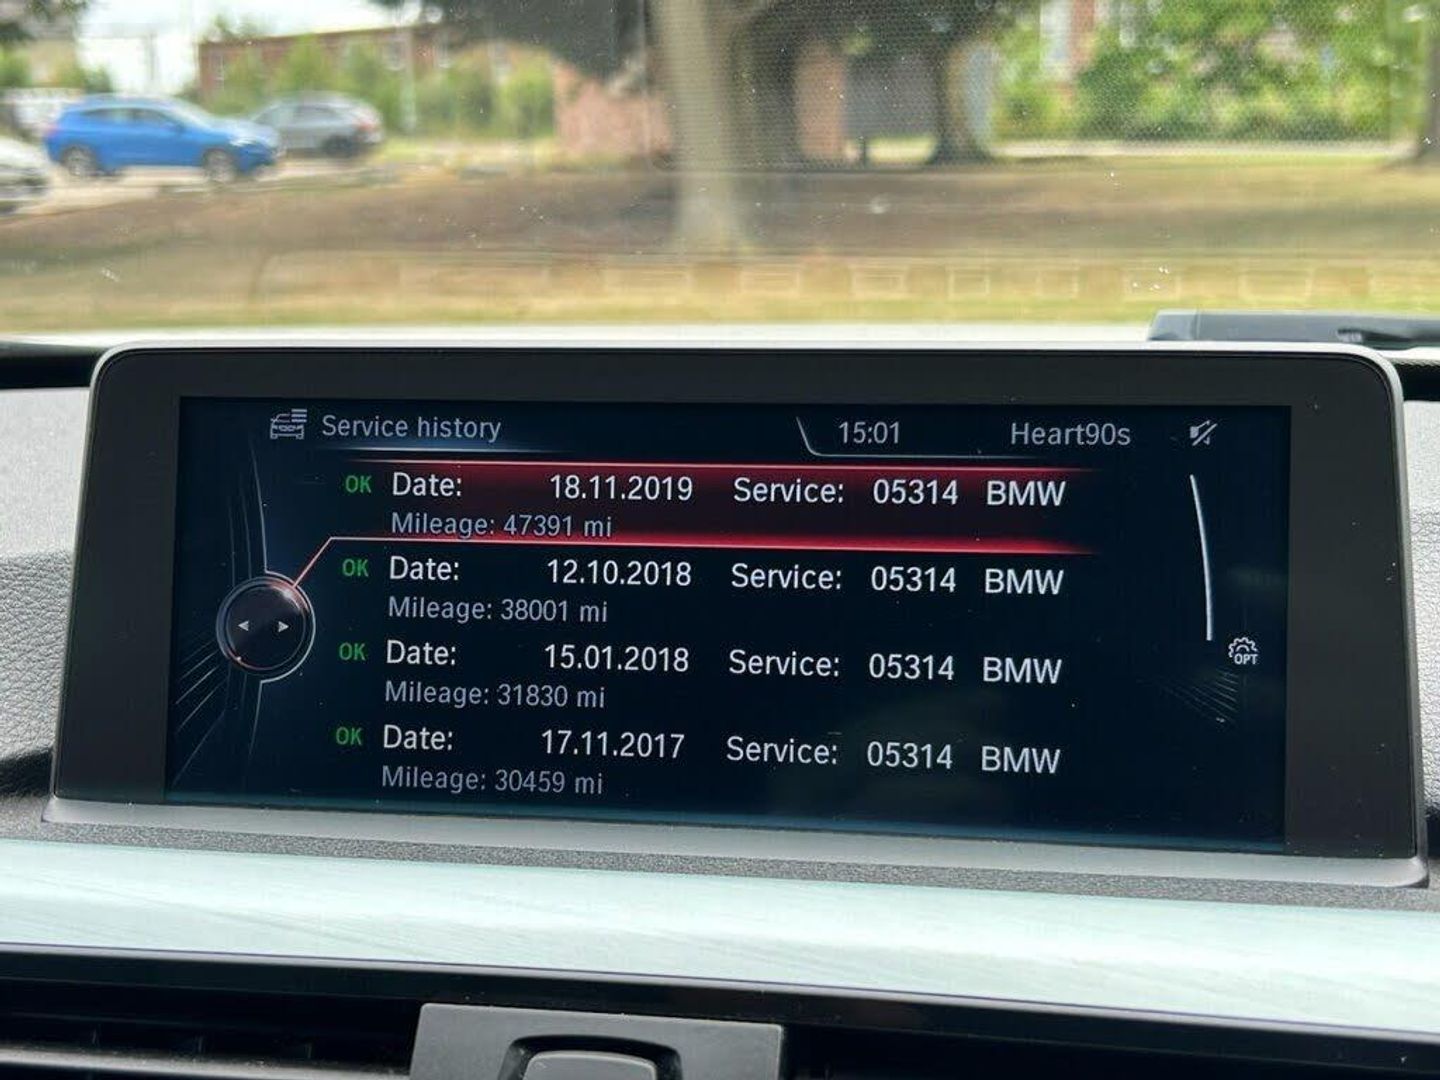 Service history 15:01 Heart90s
OK Date: 18.11.2019 Service: 05314 BMW
Mileage: 47391 mi
OK Date: 12.10.2018 Service: 05314 BMW
Mileage: 38001 mi
OK Date: 15.01.2018 Service: 05314 BMW
Mileage: 31830 mi
OPT
OK Date: 17.11.2017 Service: 05314 BMW
Mileage: 30459 mi